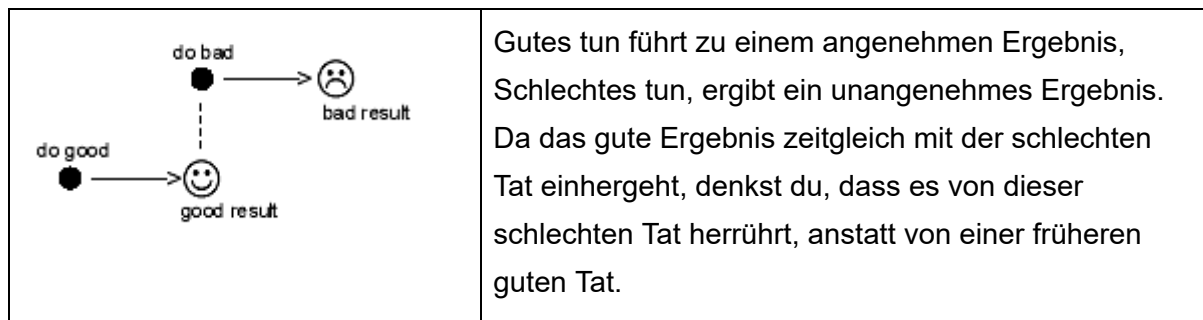 do bad
bad result
do good
good result
Gutes tun führt zu einem angenehmen Ergebnis,
Schlechtes tun, ergibt ein unangenehmes Ergebnis.
Da das gute Ergebnis zeitgleich mit der schlechten
Tat einhergeht, denkst du, dass es von dieser
schlechten Tat herrührt, anstatt von einer früheren
guten Tat.